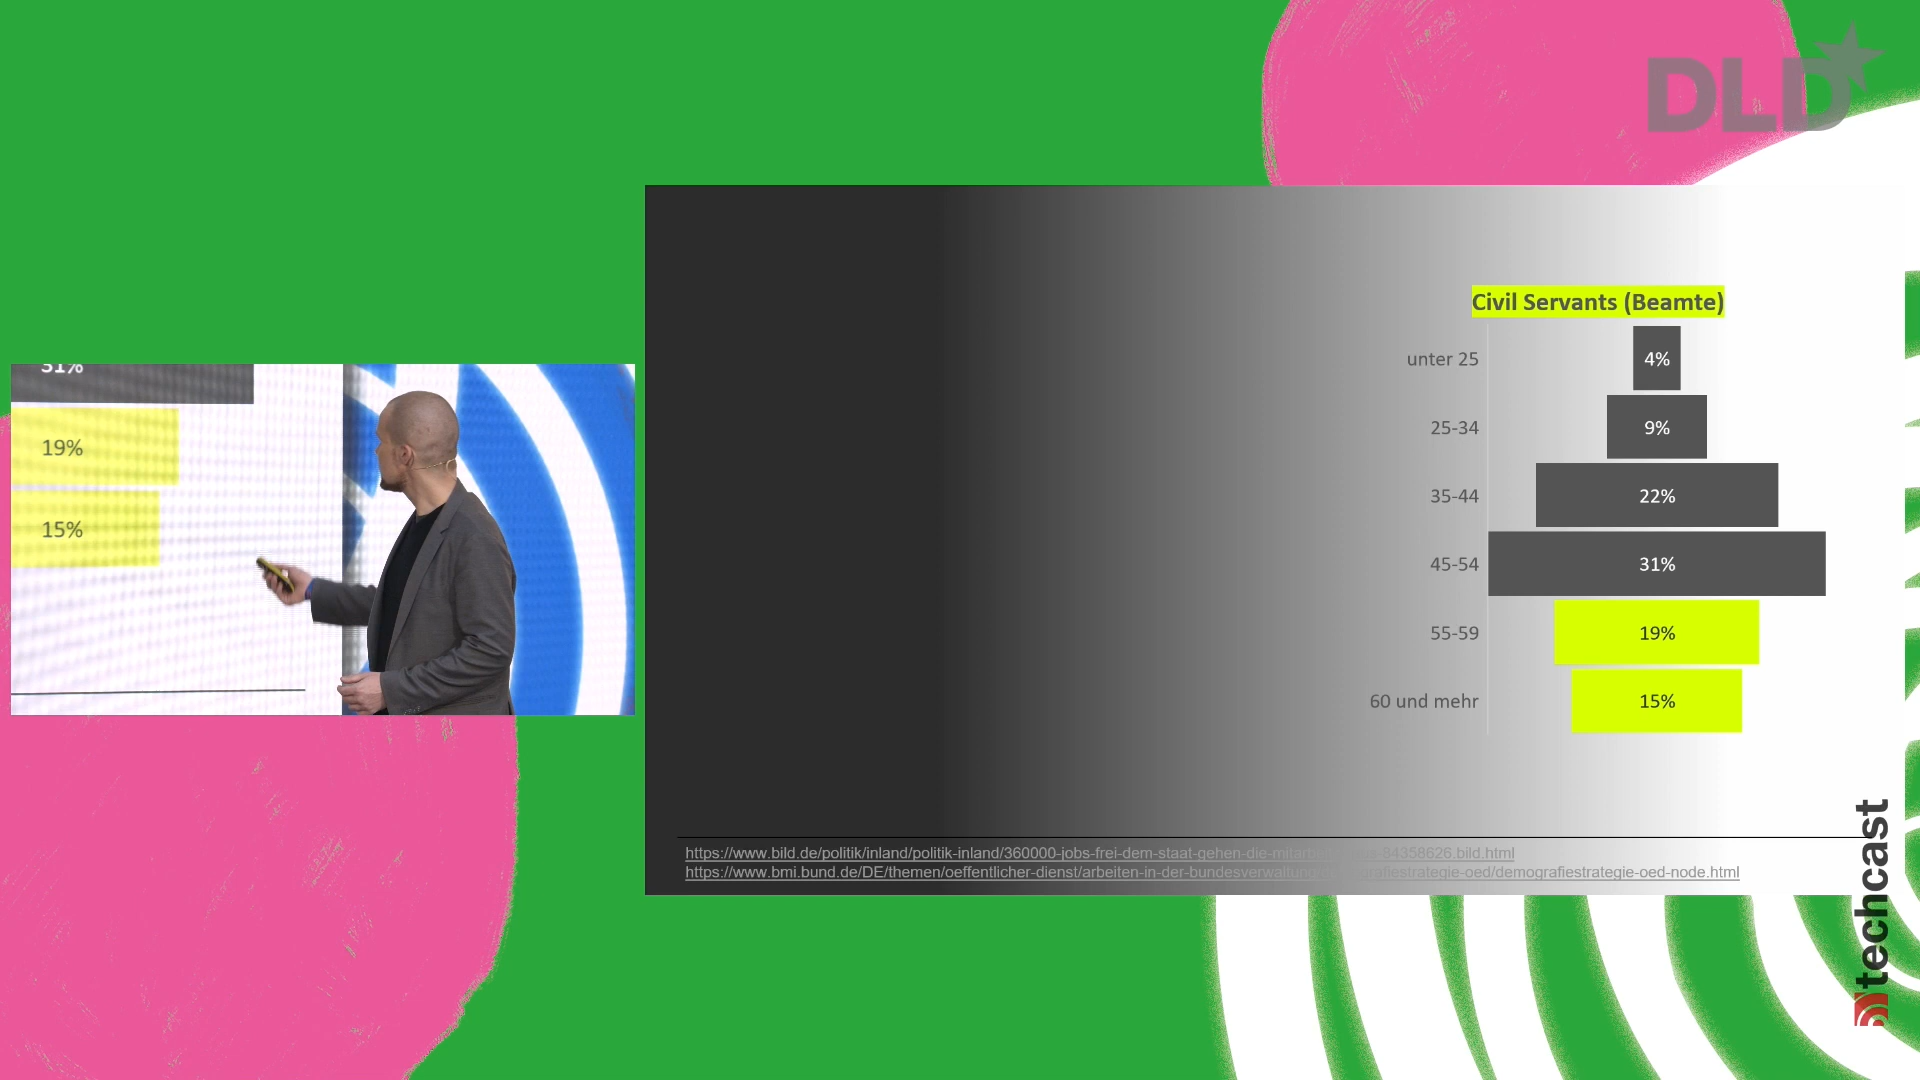 DLD
Civil Servants (Beamte)
unter 25 4%
25-34 9%
35-44 22%
45-54 31%
55-59 19%
60 und mehr 15%
31%
19%
15%
https://www.bild.de/politik/inland/politik-inland/360000-jobs-frei-dem-staat-gehen-die-mitarbeiter-aus-84358626.bild.html
https://www.bmi.bund.de/DE/themen/oeffentlicher-dienst/arbeiten-in-der-bundesverwaltung/demografiestrategie-oed/demografiestrategie-oed-node.html
techcast